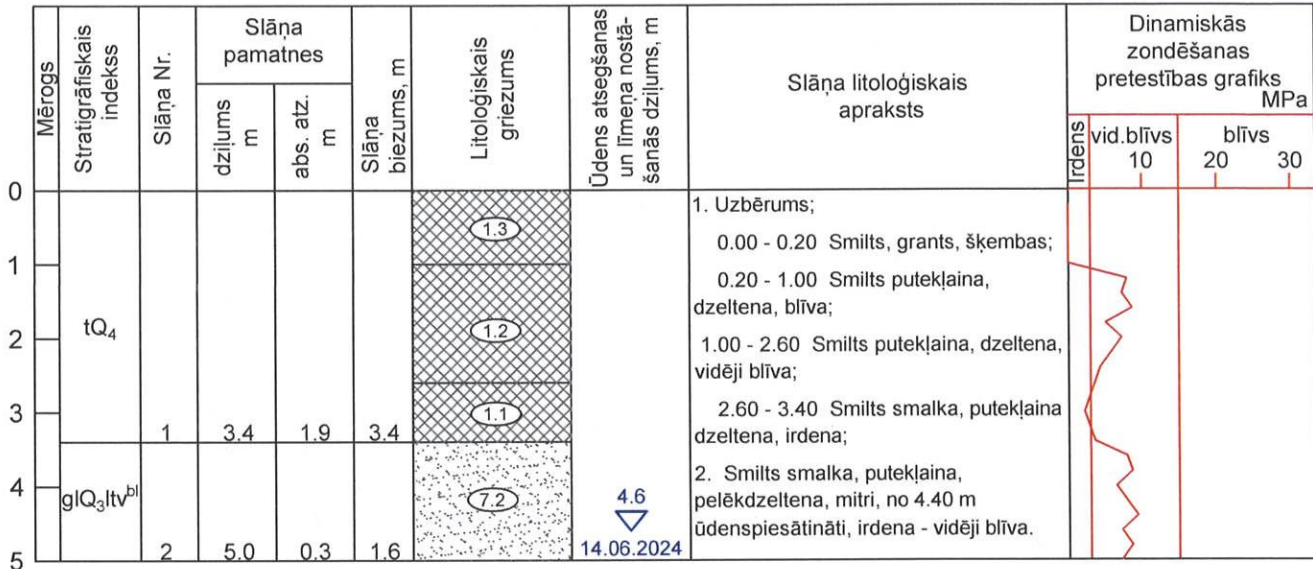 Mērogs
Stratigrāfiskais
indekss
Slāņa Nr.
Slāņa
pamatnes
dziļums
m
abs. atz.
m
Slāņa
biezums, m
Litoloģiskais
griezums
Ūdens atsegšanas
un līmeņa nostā-
šanās dziļums, m
Slāņa litoloģiskais
apraksts
Dinamiskās
zondēšanas
pretestības grafiks
MPa
Irdens
vid.blīvs
blīvs
10
20
30
0
1
2
3
4
5
tQ4
1
3.4
1.9
3.4
glQ3ltvbl
2
5.0
0.3
1.6
1.3
1.2
1.1
7.2
4.6
14.06.2024
1. Uzbērums;
0.00 - 0.20 Smilts, grants, šķembas;
0.20 - 1.00 Smilts putekļaina,
dzeltena, blīva;
1.00 - 2.60 Smilts putekļaina, dzeltena,
vidēji blīva;
2.60 - 3.40 Smilts smalka, putekļaina
dzeltena, irdena;
2. Smilts smalka, putekļaina,
pelēkdzeltena, mitri, no 4.40 m
ūdenspiesātināti, irdena - vidēji blīva.